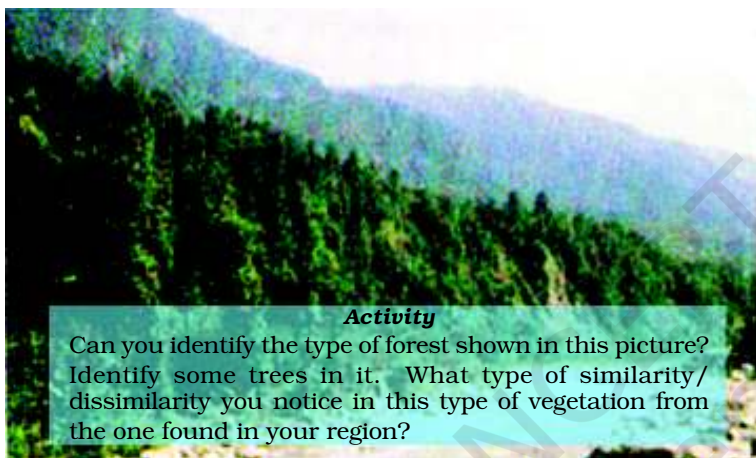 Activity
Can you identify the type of forest shown in this picture?
Identify some trees in it. What type of similarity/
dissimilarity you notice in this type of vegetation from
the one found in your region?